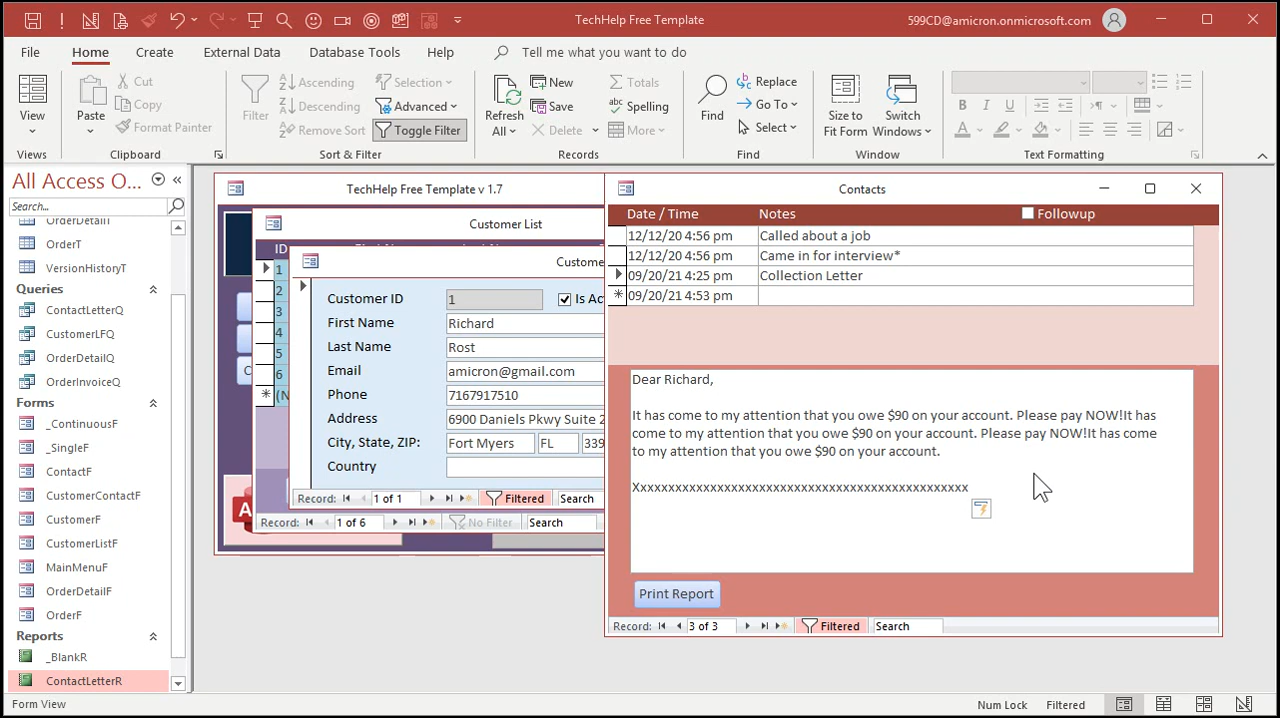 TechHelp Free Template
599CD@amicron.onmicrosoft.com
File Home Create External Data Database Tools Help Tell me what you want to do
View
Views
Paste
Cut
Copy
Format Painter
Clipboard
Filter
Ascending
Descending
Remove Sort
Selection
Advanced
Toggle Filter
Sort & Filter
Refresh
All
New
Save
Delete
Totals
Spelling
More
Records
Find
Replace
Go To
Select
Find
Size to
Fit Form
Switch
Windows
Window
B I U
A
Text Formatting
All Access O...
Search...
OrderDetailT
OrderT
VersionHistoryT
Queries
ContactLetterQ
CustomerLFQ
OrderDetailQ
OrderInvoiceQ
Forms
_ContinuousF
_SingleF
ContactF
CustomerContactF
CustomerF
CustomerListF
MainMenuF
OrderDetailF
OrderF
Reports
_BlankR
ContactLetterR
TechHelp Free Template v 1.7
Customer List
ID
1
2
3
4
5
6
(N
Custome
Customer ID 1 Is Ac
First Name Richard
Last Name Rost
Email amicron@gmail.com
Phone 7167917510
Address 6900 Daniels Pkwy Suite 2
City, State, ZIP: Fort Myers FL 339
Country
Record: 1 of 1 Filtered Search
Record: 1 of 6 No Filter Search
Contacts
Date / Time Notes Followup
12/12/20 4:56 pm Called about a job
12/12/20 4:56 pm Came in for interview*
09/20/21 4:25 pm Collection Letter
* 09/20/21 4:53 pm
Dear Richard,
It has come to my attention that you owe $90 on your account. Please pay NOW!It has
come to my attention that you owe $90 on your account. Please pay NOW!It has come
to my attention that you owe $90 on your account.
Xxxxxxxxxxxxxxxxxxxxxxxxxxxxxxxxxxxxxxxxxxxxxxxx
Print Report
Record: 3 of 3 Filtered Search
Form View
Num Lock Filtered